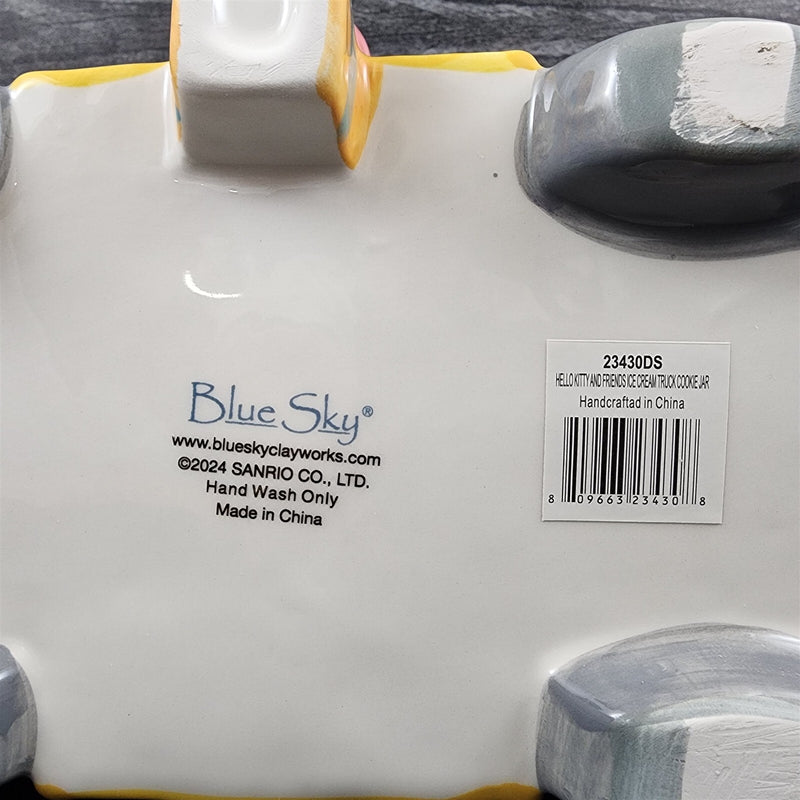 Blue Sky®
www.blueskyclayworks.com
©2024 SANRIO CO., LTD.
Hand Wash Only
Made in China
23430DS
HELLO KITTY AND FRIENDS ICE CREAM TRUCK COOKIE JAR
Handcraftad in China
8 09663 23430 8